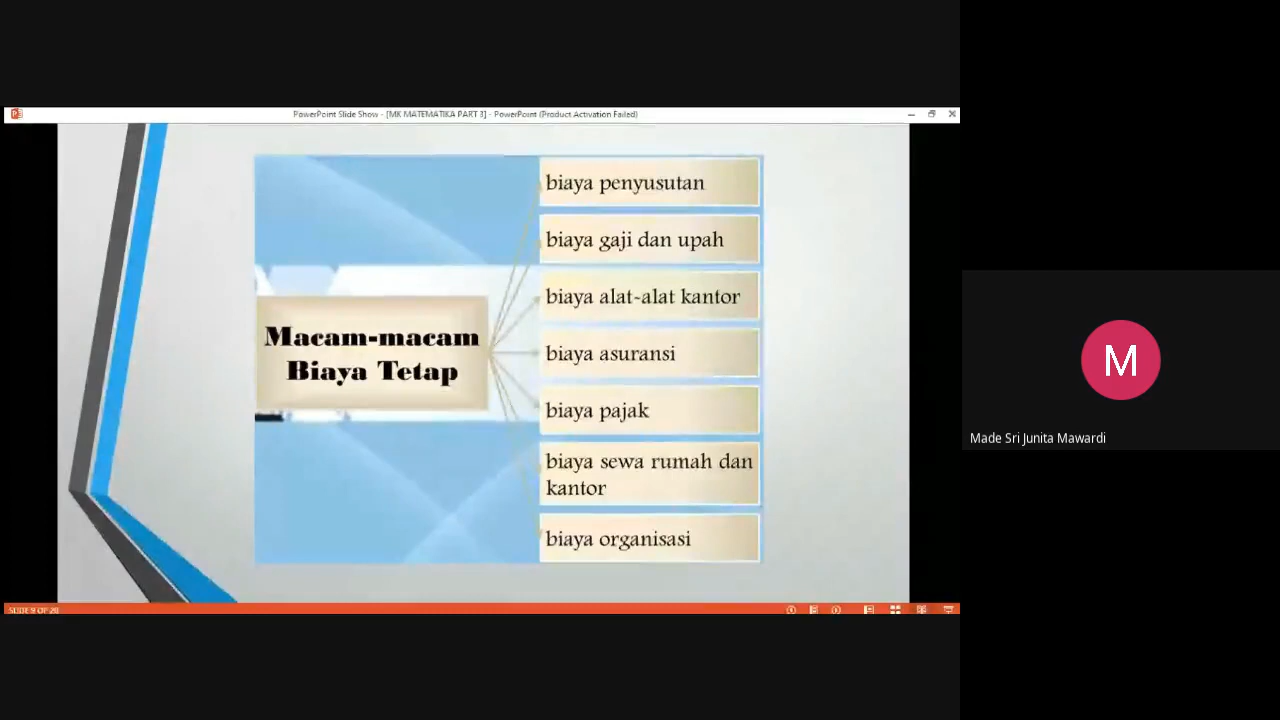 PowerPoint Slide Show - [MK MATEMATIKA PART 3] - PowerPoint (Product Activation Failed)
biaya penyusutan
biaya gaji dan upah
biaya alat-alat kantor
Macam-macam
Biaya Tetap
biaya asuransi
biaya pajak
biaya sewa rumah dan
kantor
biaya organisasi
M
Made Sri Junita Mawardi